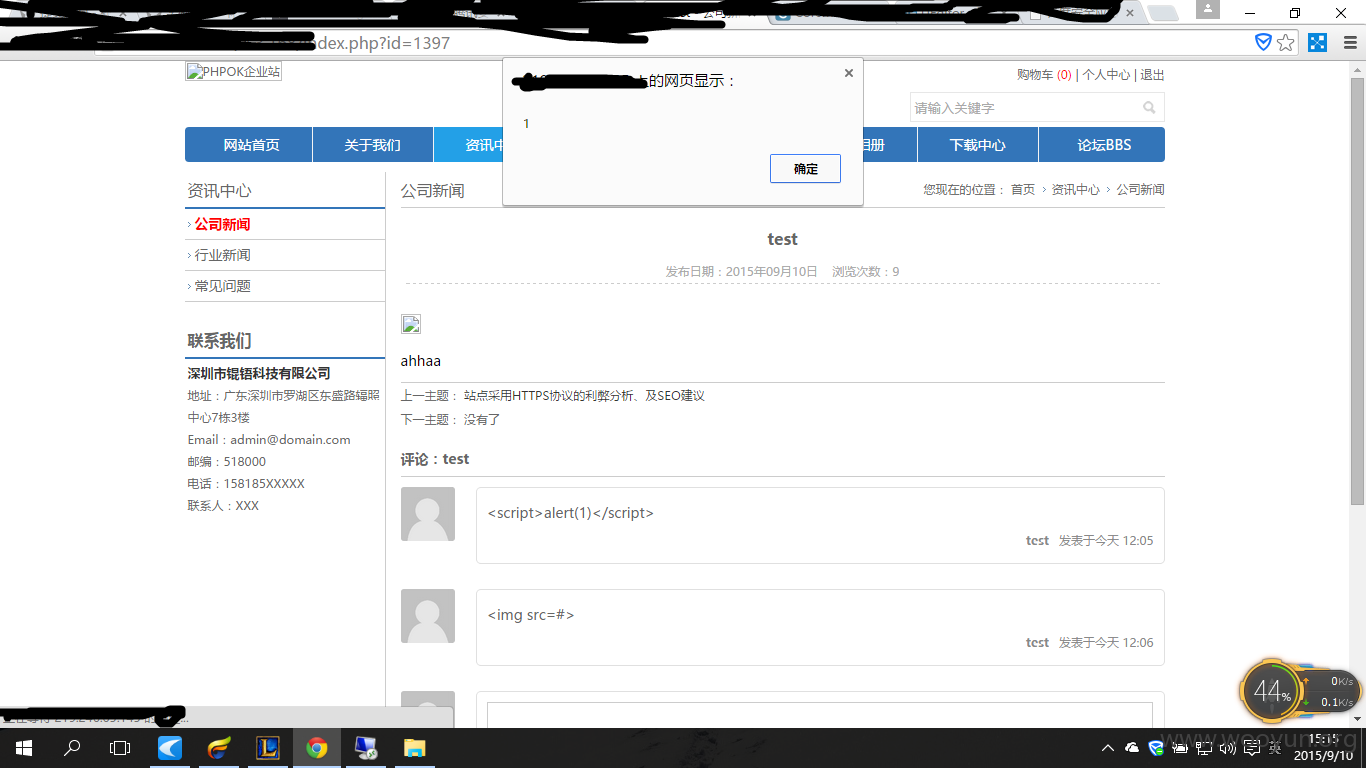 index.php?id=1397
PHPOK企业站
的网页显示：
1
确定
购物车 (0) | 个人中心 | 退出
请输入关键字
网站首页
关于我们
资讯中
下载中心
论坛BBS
资讯中心
公司新闻
行业新闻
常见问题
联系我们
深圳市锟铻科技有限公司
地址：广东深圳市罗湖区东盛路辐照
中心7栋3楼
Email：admin@domain.com
邮编：518000
电话：158185XXXXX
联系人：XXX
公司新闻
您现在的位置： 首页 › 资讯中心 › 公司新闻
test
发布日期：2015年09月10日 浏览次数：9
ahhaa
上一主题： 站点采用HTTPS协议的利弊分析、及SEO建议
下一主题： 没有了
评论：test
<script>alert(1)</script>
test 发表于今天 12:05
<img src=#>
test 发表于今天 12:06
44%
0K/s
0.1K/s
www.wooyun.org
英
15:15
2015/9/10